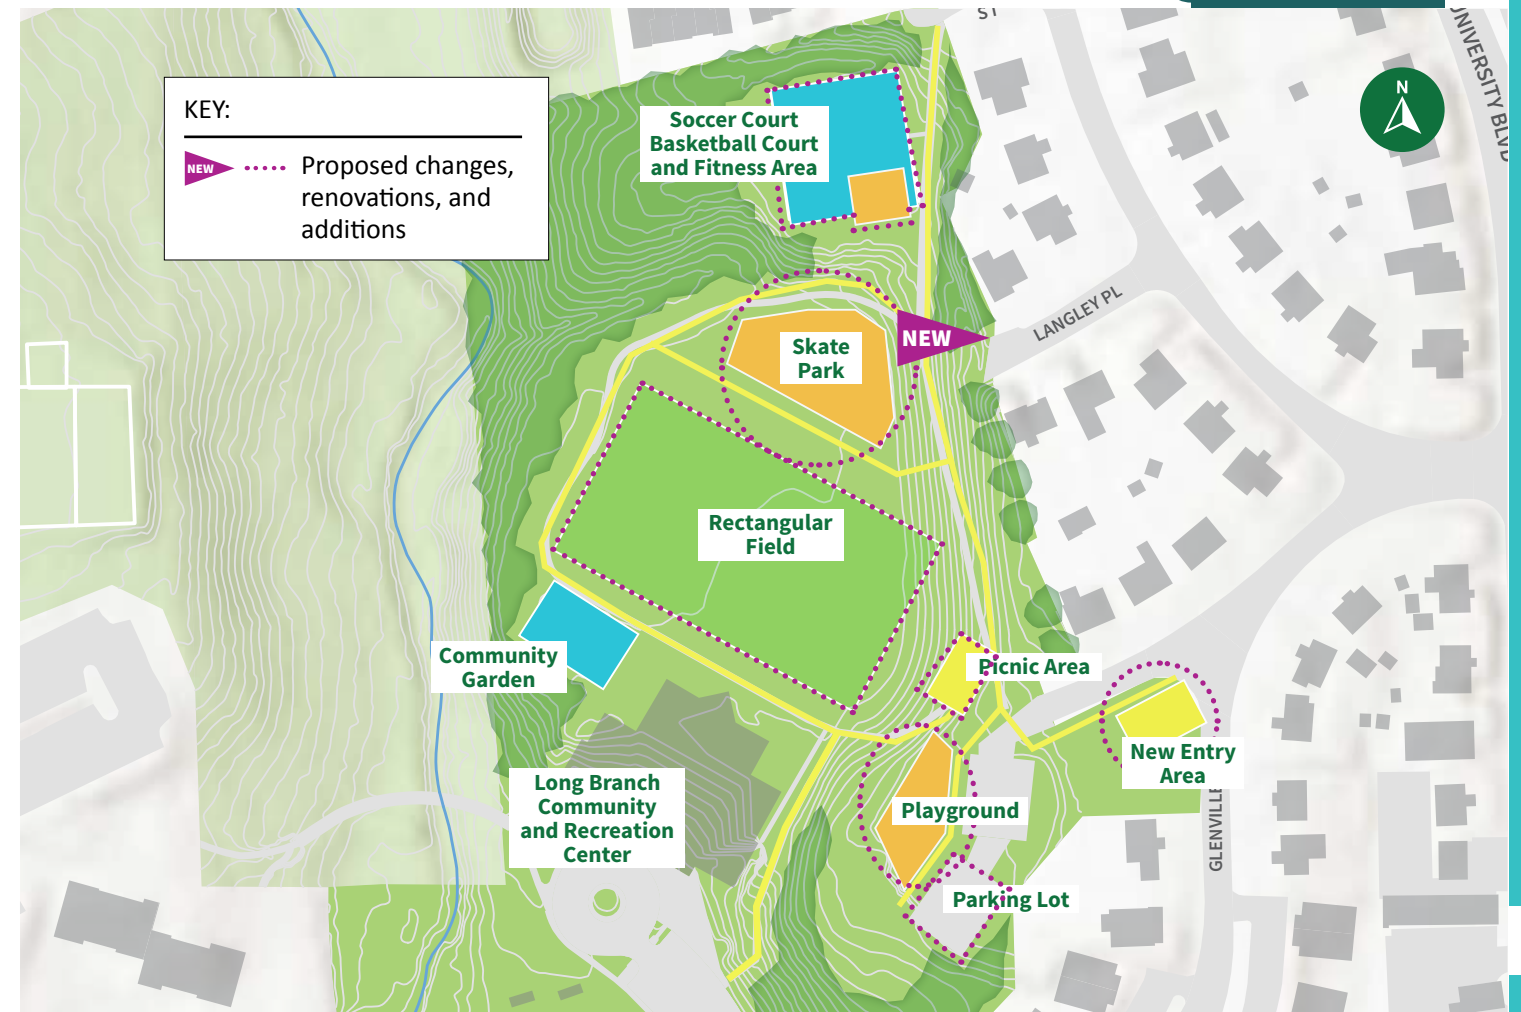 ST
UNIVERSITY BLVD
N
KEY:
NEW
Proposed changes,
renovations, and
additions
Soccer Court
Basketball Court
and Fitness Area
LANGLEY PL
NEW
Skate
Park
Rectangular
Field
Community
Garden
Picnic Area
New Entry
Area
Long Branch
Community
and Recreation
Center
Playground
GLENVILLE
Parking Lot